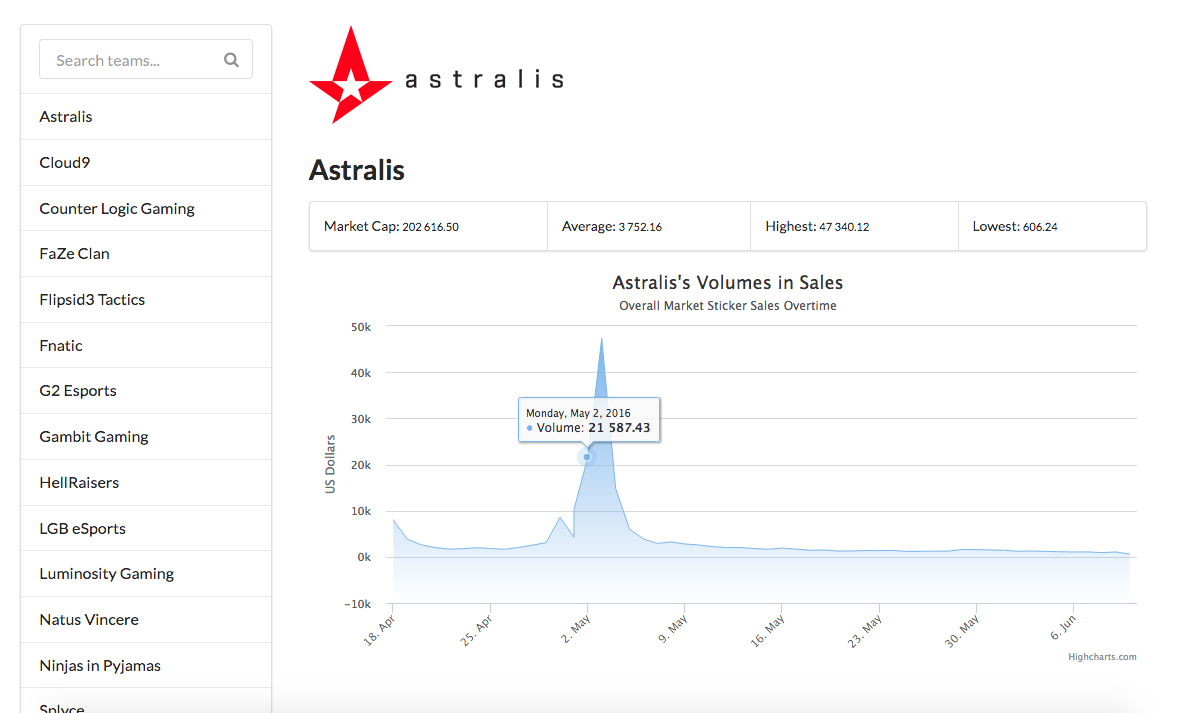 Search teams...
Astralis
Cloud9
Counter Logic Gaming
FaZe Clan
Flipsid3 Tactics
Fnatic
G2 Esports
Gambit Gaming
HellRaisers
LGB eSports
Luminosity Gaming
Natus Vincere
Ninjas in Pyjamas
Splyce
astralis
Astralis
Market Cap: 202 616.50 Average: 3 752.16 Highest: 47 340.12 Lowest: 606.24
Astralis's Volumes in Sales
Overall Market Sticker Sales Overtime
US Dollars
50k
40k
30k
20k
10k
0k
−10k
Monday, May 2, 2016
Volume: 21 587.43
18. Apr 25. Apr 2. May 9. May 16. May 23. May 30. May 6. Jun
Highcharts.com